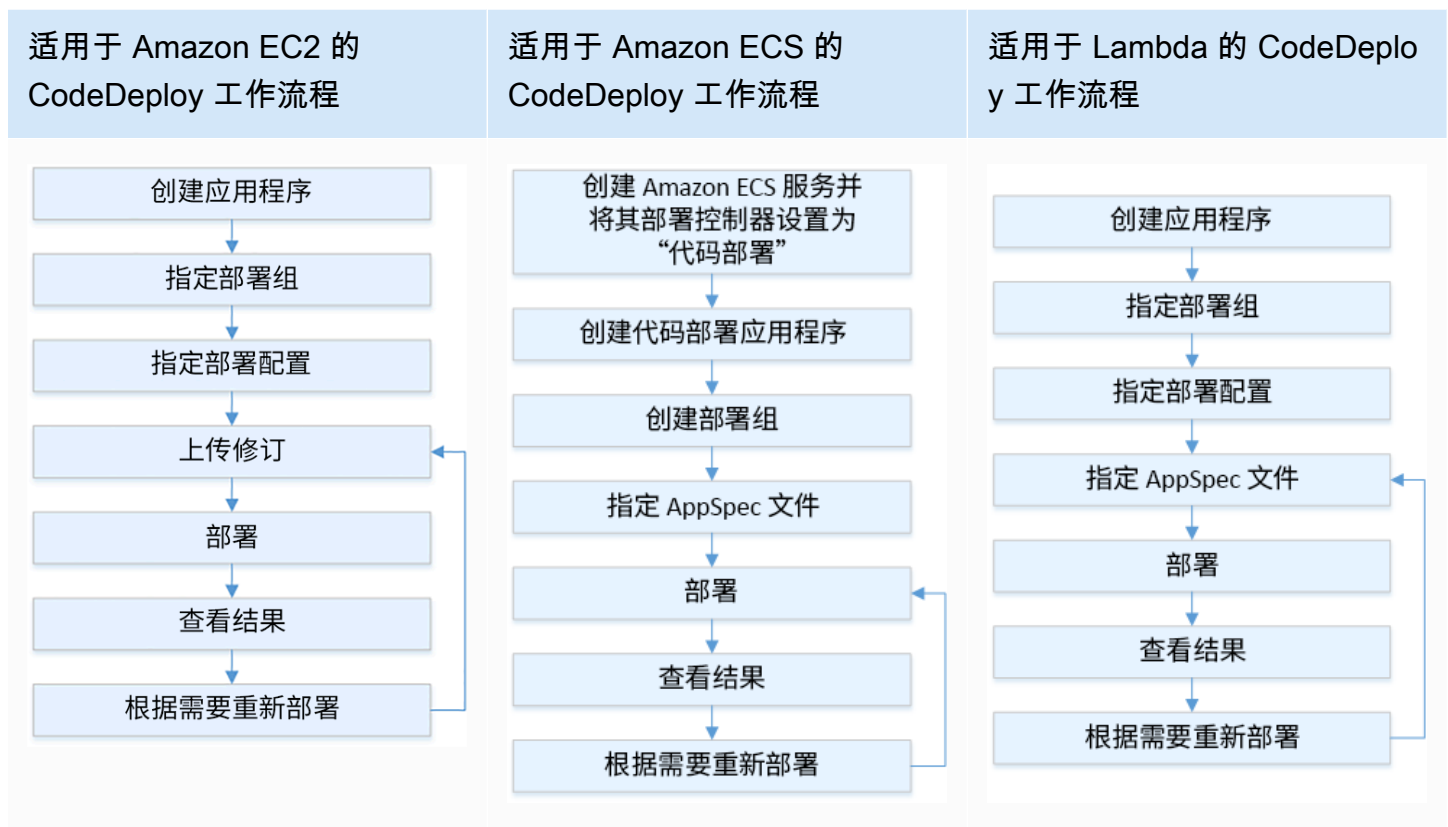 适用于 Amazon EC2 的
CodeDeploy 工作流程
适用于 Amazon ECS 的
CodeDeploy 工作流程
适用于 Lambda 的 CodeDeplo
y 工作流程
创建应用程序
指定部署组
指定部署配置
上传修订
部署
查看结果
根据需要重新部署
创建 Amazon ECS 服务并
将其部署控制器设置为
“代码部署”
创建代码部署应用程序
创建部署组
指定 AppSpec 文件
部署
查看结果
根据需要重新部署
创建应用程序
指定部署组
指定部署配置
指定 AppSpec 文件
部署
查看结果
根据需要重新部署